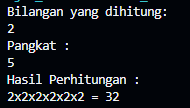 Bilangan yang dihitung:
2
Pangkat :
5
Hasil Perhitungan :
2x2x2x2x2 = 32